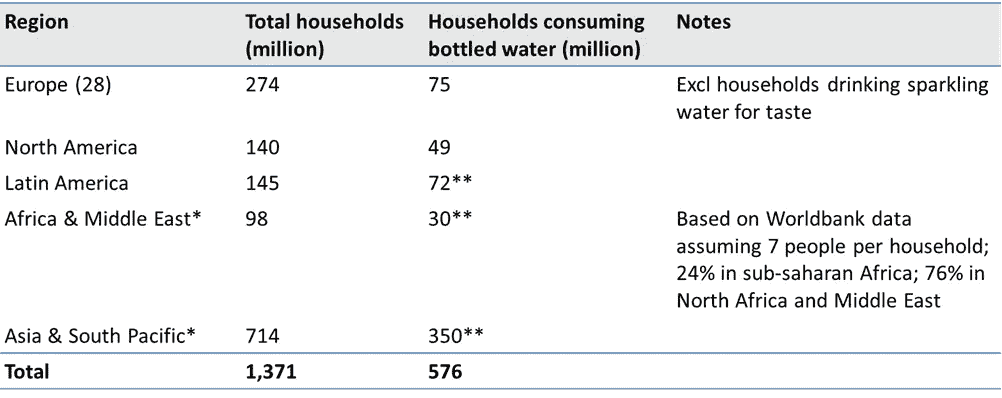 Region Total households (million) Households consuming bottled water (million) Notes
Europe (28) 274 75 Excl households drinking sparkling water for taste
North America 140 49
Latin America 145 72**
Africa & Middle East* 98 30** Based on Worldbank data assuming 7 people per household; 24% in sub-saharan Africa; 76% in North Africa and Middle East
Asia & South Pacific* 714 350**
Total 1,371 576